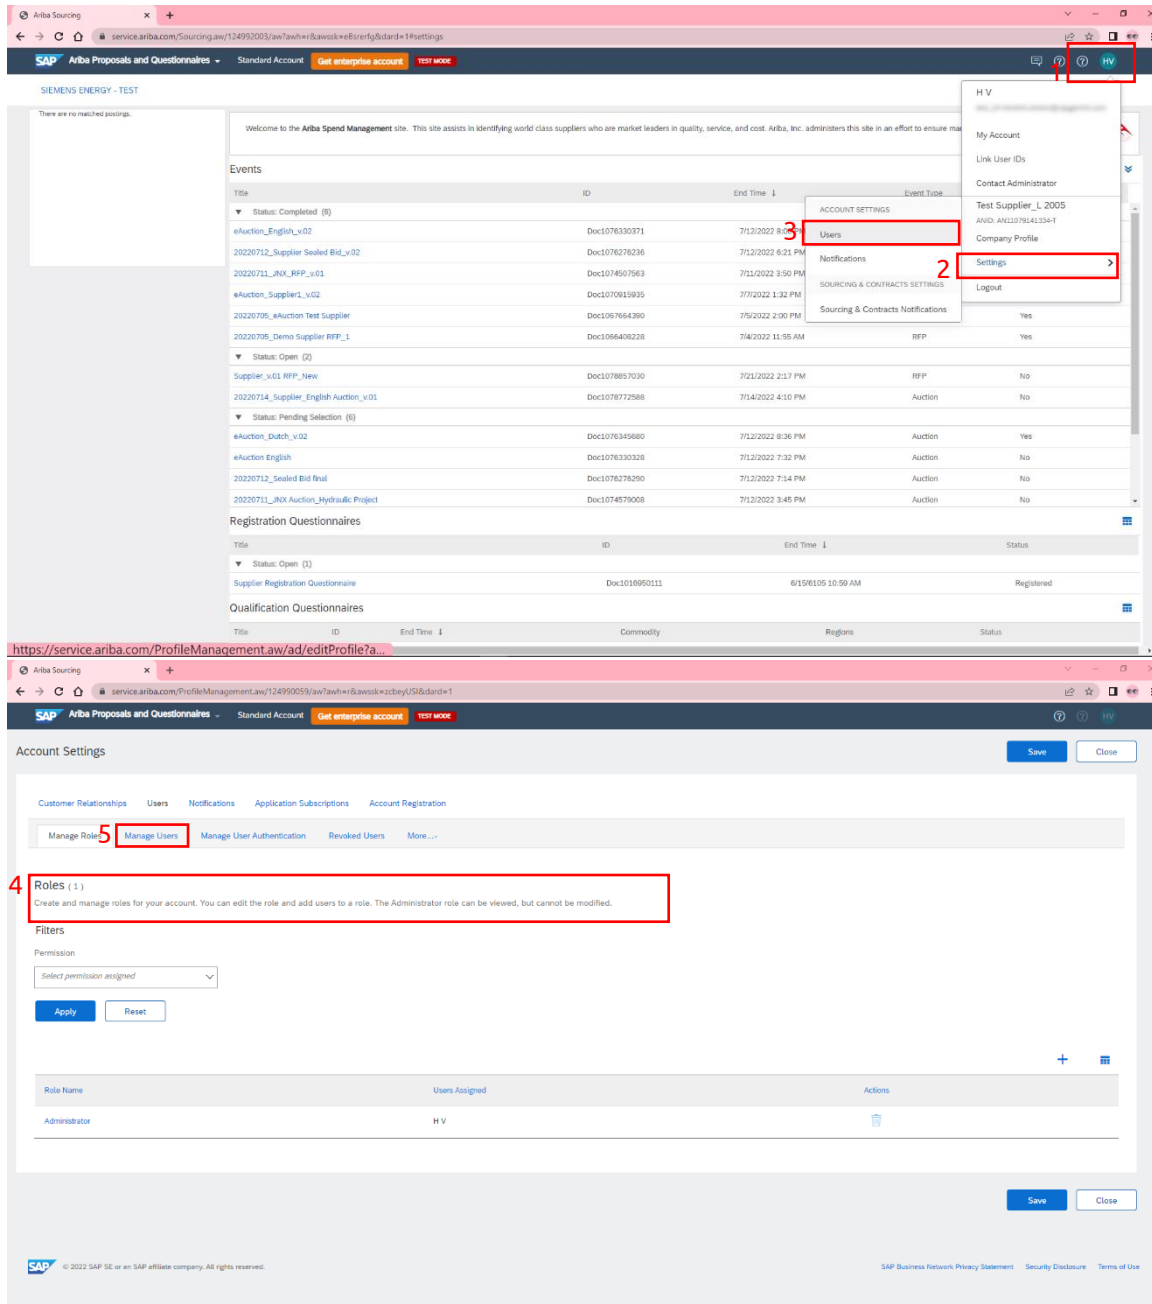 Ariba Sourcing
service.ariba.com/Sourcing.aw/124992003/aw?awh=r&awssk=eBsrerfg&dard=1#settings
SAP Ariba Proposals and Questionnaires Standard Account Get enterprise account TEST MODE
1
HV
SIEMENS ENERGY - TEST
H V
There are no matched postings.
Welcome to the Ariba Spend Management site. This site assists in identifying world class suppliers who are market leaders in quality, service, and cost. Ariba, Inc. administers this site in an effort to ensure mar
My Account
Link User IDs
Contact Administrator
Test Supplier_L 2005
ANID: AN11079141334-T
Company Profile
2 Settings
Logout
ACCOUNT SETTINGS
3 Users
Notifications
SOURCING & CONTRACTS SETTINGS
Sourcing & Contracts Notifications
Events
Title ID End Time ↓ Event Type
▼ Status: Completed (6)
eAuction_English_v.02 Doc1076330371 7/12/2022 8:06 PM
20220712_Supplier Sealed Bid_v.02 Doc1076276236 7/12/2022 6:21 PM
20220711_JNX_RFP_v.01 Doc1074507563 7/11/2022 3:50 PM
eAuction_Supplier1_v.02 Doc1070915935 7/7/2022 1:32 PM
20220705_eAuction Test Supplier Doc1067664390 7/5/2022 2:00 PM Yes
20220705_Demo Supplier RFP_1 Doc1066408228 7/4/2022 11:55 AM RFP Yes
▼ Status: Open (2)
Supplier_v.01 RFP_New Doc1078857030 7/21/2022 2:17 PM RFP No
20220714_Supplier_English Auction_v.01 Doc1078772588 7/14/2022 4:10 PM Auction No
▼ Status: Pending Selection (6)
eAuction_Dutch_v.02 Doc1076345680 7/12/2022 8:36 PM Auction Yes
eAuction English Doc1076330328 7/12/2022 7:32 PM Auction No
20220712_Sealed Bid final Doc1076276290 7/12/2022 7:14 PM Auction No
20220711_JNX Auction_Hydraulic Project Doc1074579008 7/12/2022 3:45 PM Auction No
Registration Questionnaires
Title ID End Time ↓ Status
▼ Status: Open (1)
Supplier Registration Questionnaire Doc1016950111 6/15/6105 10:59 AM Registered
Qualification Questionnaires
Title ID End Time ↓ Commodity Regions Status
https://service.ariba.com/ProfileManagement.aw/ad/editProfile?a...
Ariba Sourcing
service.ariba.com/ProfileManagement.aw/124990059/aw?awh=r&awssk=zcbeyUSl&dard=1
SAP Ariba Proposals and Questionnaires Standard Account Get enterprise account TEST MODE
HV
Account Settings Save Close
Customer Relationships Users Notifications Application Subscriptions Account Registration
Manage Roles 5 Manage Users Manage User Authentication Revoked Users More...
4 Roles (1)
Create and manage roles for your account. You can edit the role and add users to a role. The Administrator role can be viewed, but cannot be modified.
Filters
Permission
Select permission assigned
Apply Reset
Role Name Users Assigned Actions
Administrator H V
Save Close
SAP © 2022 SAP SE or an SAP affiliate company. All rights reserved. SAP Business Network Privacy Statement Security Disclosure Terms of Use